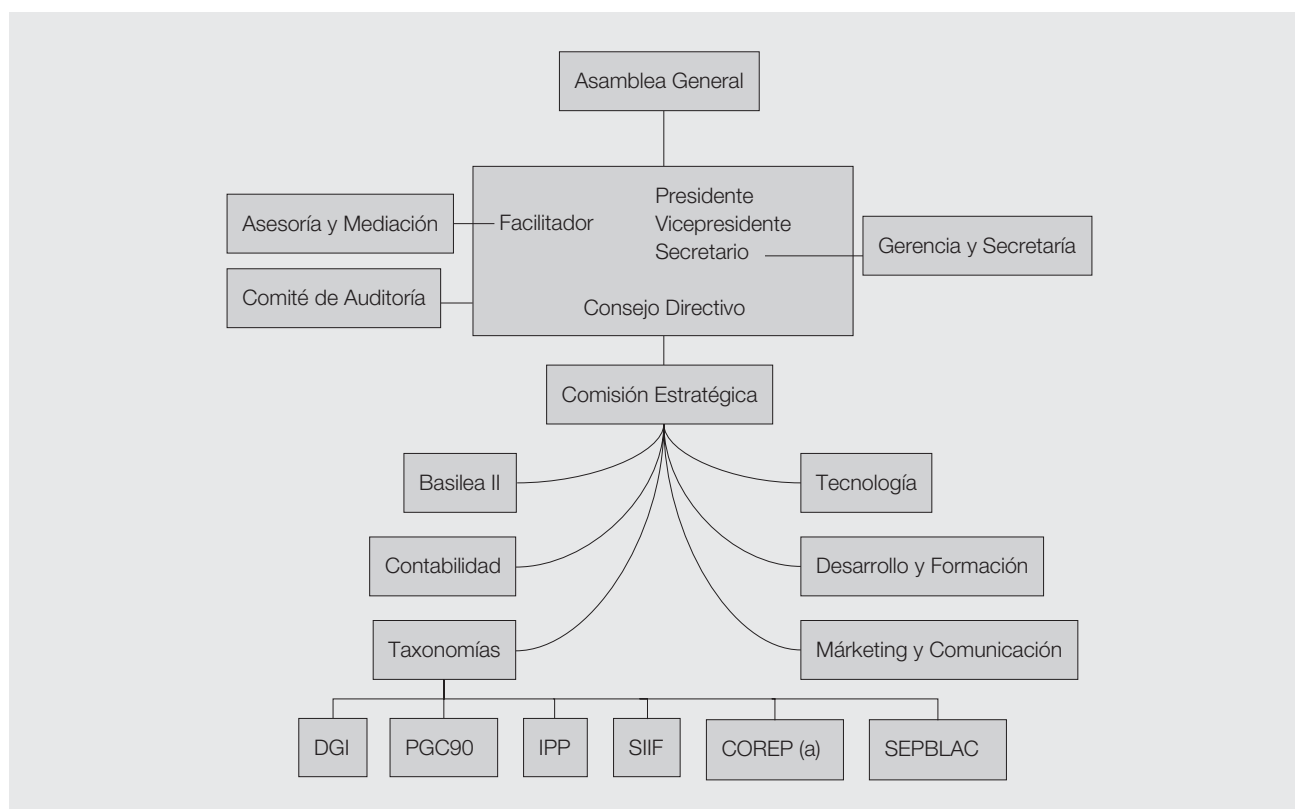 Asamblea General
Presidente
Vicepresidente
Secretario
Facilitador
Asesoría y Mediación
Gerencia y Secretaría
Comité de Auditoría
Consejo Directivo
Comisión Estratégica
Basilea II
Tecnología
Contabilidad
Desarrollo y Formación
Taxonomías
Márketing y Comunicación
DGI
PGC90
IPP
SIIF
COREP (a)
SEPBLAC